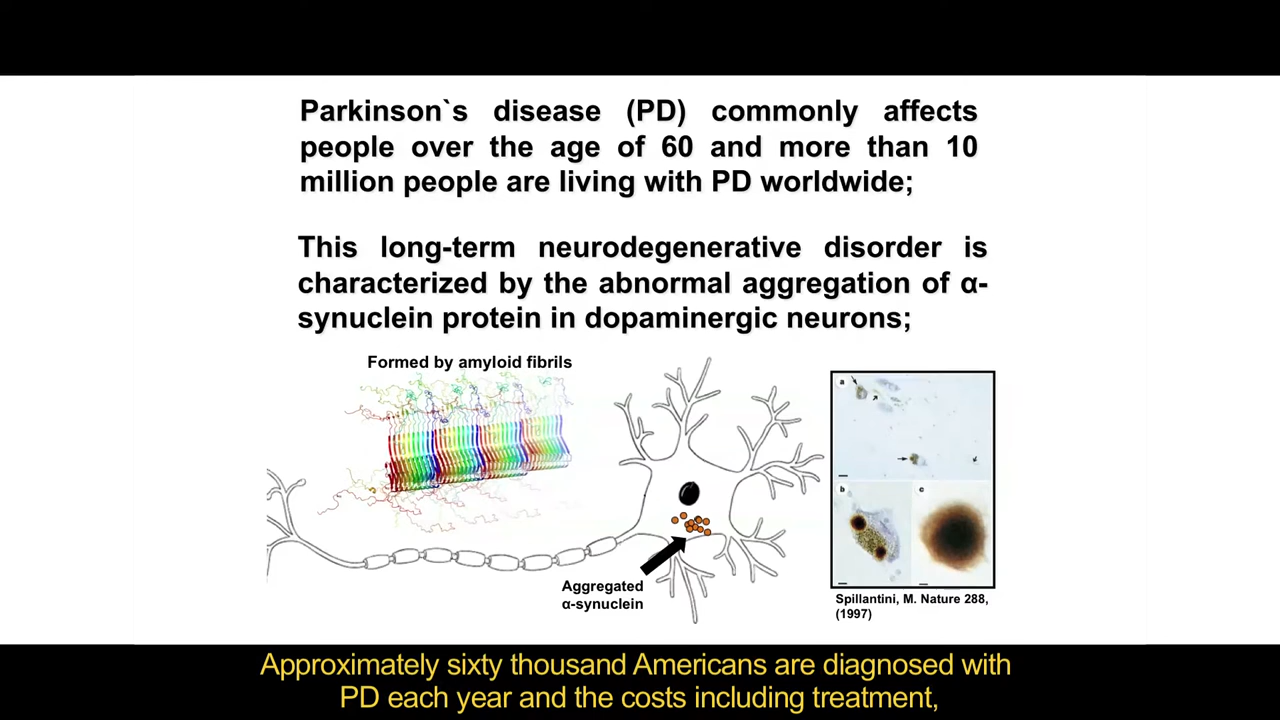 Parkinson`s disease (PD) commonly affects
people over the age of 60 and more than 10
million people are living with PD worldwide;
This long-term neurodegenerative disorder is
characterized by the abnormal aggregation of α-
synuclein protein in dopaminergic neurons;
Formed by amyloid fibrils
a
b
c
Aggregated
α-synuclein
Spillantini, M. Nature 288,
(1997)
Approximately sixty thousand Americans are diagnosed with
PD each year and the costs including treatment,